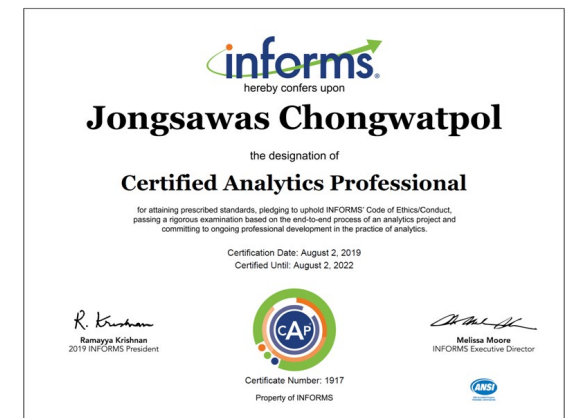 informs®
hereby confers upon
Jongsawas Chongwatpol
the designation of
Certified Analytics Professional
for attaining prescribed standards, pledging to uphold INFORMS' Code of Ethics/Conduct,
passing a rigorous examination based on the end-to-end process of an analytics project and
committing to ongoing professional development in the practice of analytics.
Certification Date: August 2, 2019
Certified Until: August 2, 2022
R. Krishnan
Ramayya Krishnan
2019 INFORMS President
CAP
Melissa Moore
INFORMS Executive Director
Certificate Number: 1917
Property of INFORMS
ANSI